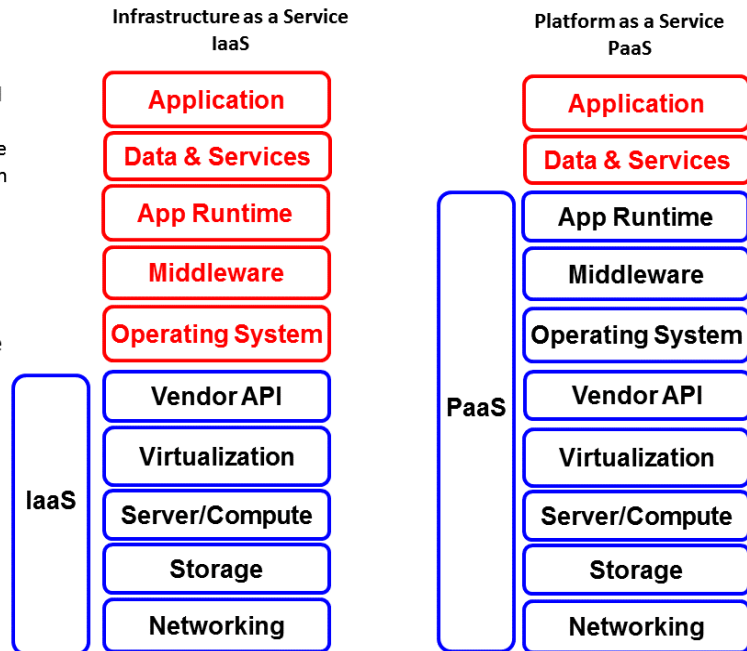 Infrastructure as a Service
IaaS
Application
Data & Services
App Runtime
Middleware
Operating System
Vendor API
Virtualization
Server/Compute
Storage
Networking
IaaS
Platform as a Service
PaaS
Application
Data & Services
App Runtime
Middleware
Operating System
Vendor API
Virtualization
Server/Compute
Storage
Networking
PaaS